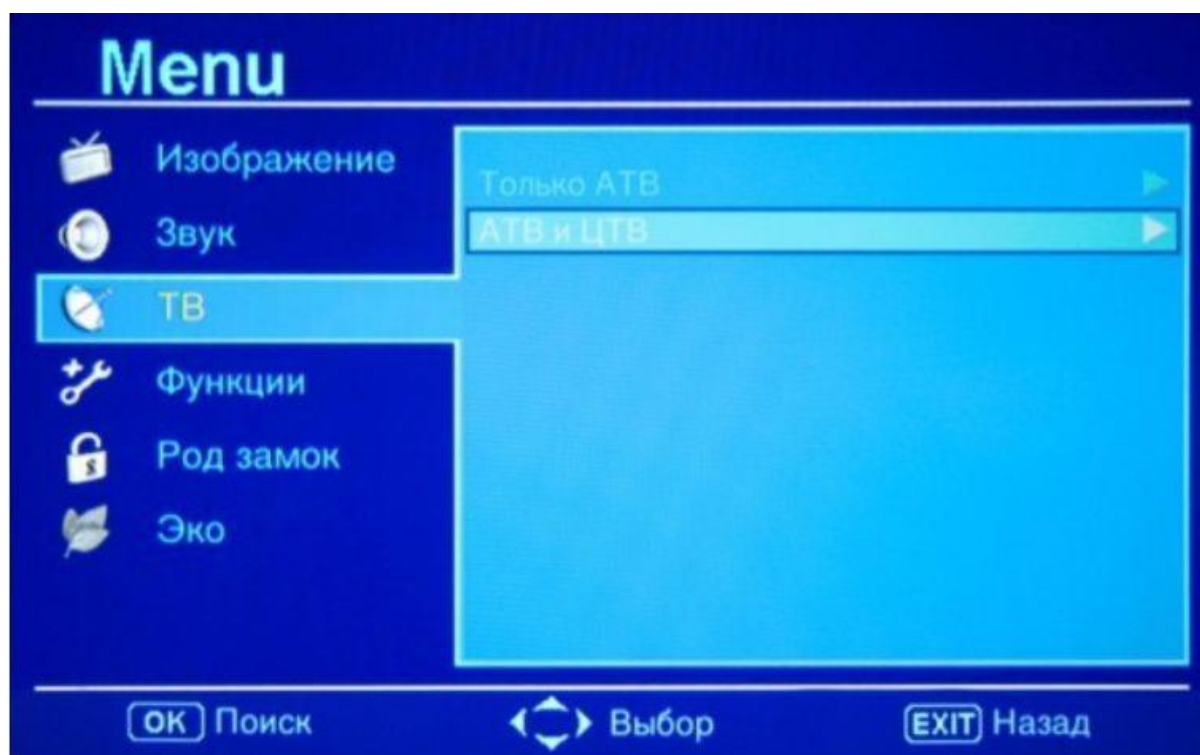 Menu
Изображение
Звук
ТВ
Функции
Род замок
Эко
Только АТВ
АТВ и ЦТВ
OK Поиск
Выбор
EXIT Назад